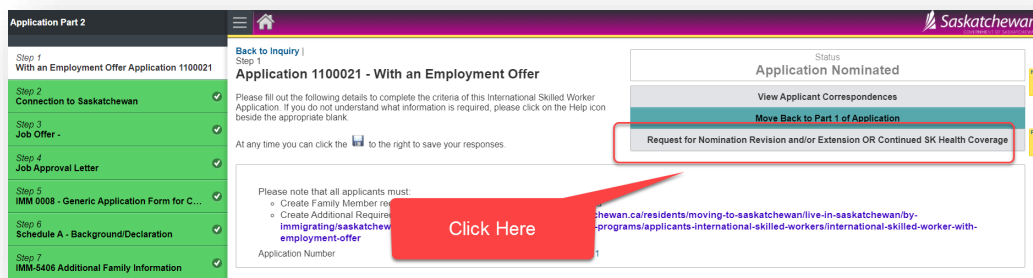 Application Part 2
Saskatchewan
Step 1
With an Employment Offer Application 1100021
Step 2
Connection to Saskatchewan
Step 3
Job Offer -
Step 4
Job Approval Letter
Step 5
IMM 0008 - Generic Application Form for C...
Step 6
Schedule A - Background/Declaration
Step 7
IMM-5406 Additional Family Information
Back to Inquiry |
Step 1
Application 1100021 - With an Employment Offer
Please fill out the following details to complete the criteria of this International Skilled Worker
Application. If you do not understand what information is required, please click on the Help icon
beside the appropriate blank.
At any time you can click the to the right to save your responses.
Status
Application Nominated
View Applicant Correspondences
Move Back to Part 1 of Application
Request for Nomination Revision and/or Extension OR Continued SK Health Coverage
Please note that all applicants must:
Create Family Member
Create Additional
chewan.ca/residents/moving-to-saskatchewan/live-in-saskatchewan/by-
immigrating/saskatchew
-programs/applicants-international-skilled-workers/international-skilled-worker-with-
employment-offer
Application Number
Click Here